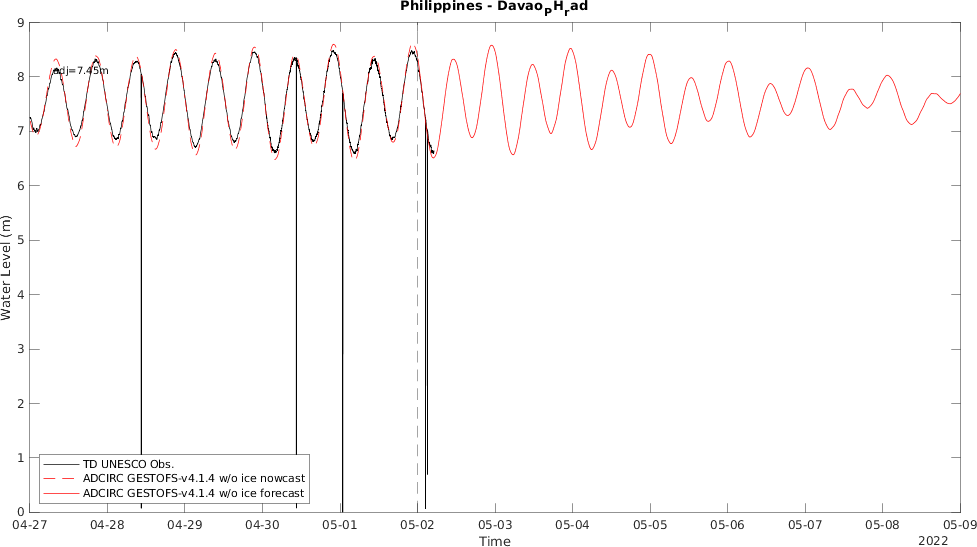 Philippines - Davao_PH_rad
adj=7.45m
Water Level (m)
9
8
7
6
5
4
3
2
1
0
TD UNESCO Obs.
ADCIRC GESTOFS-v4.1.4 w/o ice nowcast
ADCIRC GESTOFS-v4.1.4 w/o ice forecast
04-27 04-28 04-29 04-30 05-01 05-02 05-03 05-04 05-05 05-06 05-07 05-08 05-09
Time
2022